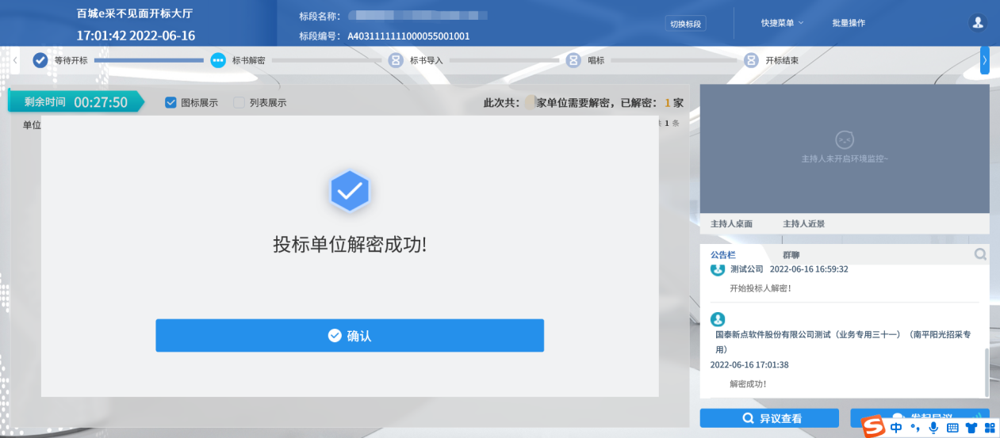 百城e采不见面开标大厅
17:01:42 2022-06-16
标段名称：
标段编号： A4031111111000055001001
切换标段
快捷菜单
批量操作
等待开标
标书解密
标书导入
唱标
开标结束
剩余时间 00:27:50
图标展示
列表展示
此次共： 家单位需要解密，已解密： 1 家
单位
1 条
投标单位解密成功!
确认
主持人未开启环境监控~
主持人桌面
主持人近景
公告栏
群聊
测试公司 2022-06-16 16:59:32
开始投标人解密!
国泰新点软件股份有限公司测试（业务专用三十一）（南平阳光招采专
用）
2022-06-16 17:01:38
解密成功!
异议查看
发起异议
中